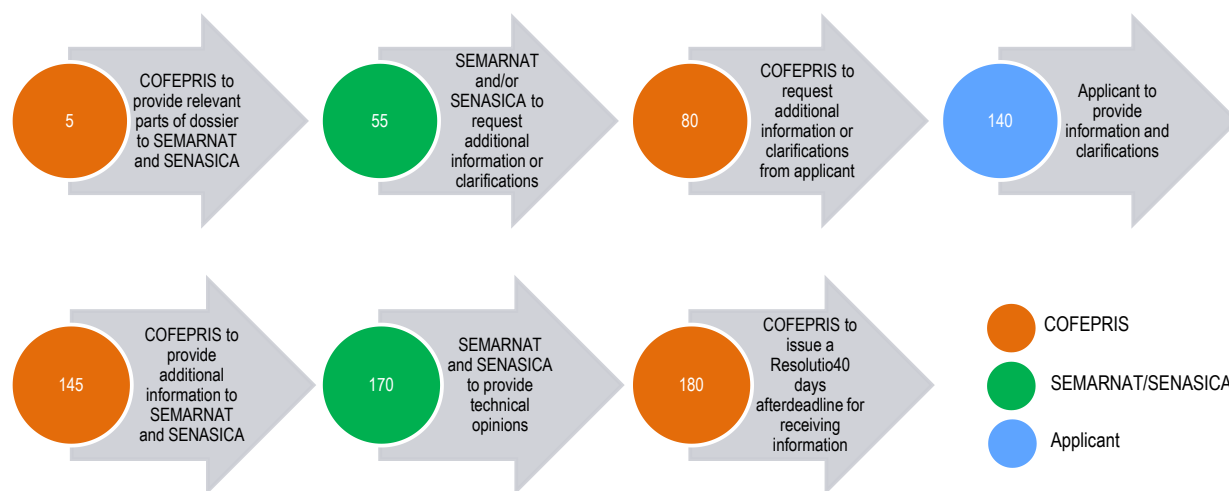 5
COFEPRIS to
provide relevant
parts of dossier
to SEMARNAT
and SENASICA
55
SEMARNAT
and/or
SENASICA to
request
additional
information or
clarifications
80
COFEPRIS to
request
additional
information or
clarifications
from applicant
140
Applicant to
provide
information and
clarifications
145
COFEPRIS to
provide
additional
information to
SEMARNAT
and SENASICA
170
SEMARNAT
and SENASICA
to provide
technical
opinions
180
COFEPRIS to
issue a
Resolutio40
days
afterdeadline for
receiving
information
COFEPRIS
SEMARNAT/SENASICA
Applicant